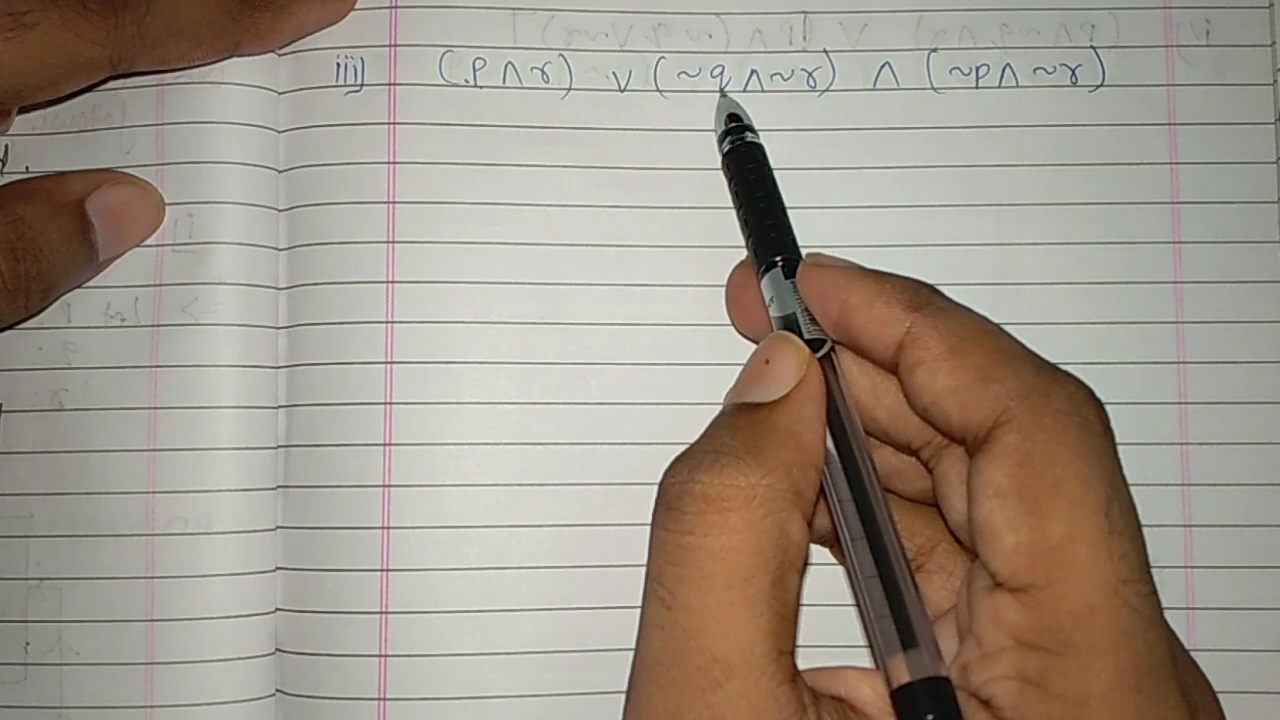 iii) (p ∧ r) ∨ (~q ∧ ~r) ∧ (~p ∧ ~r)